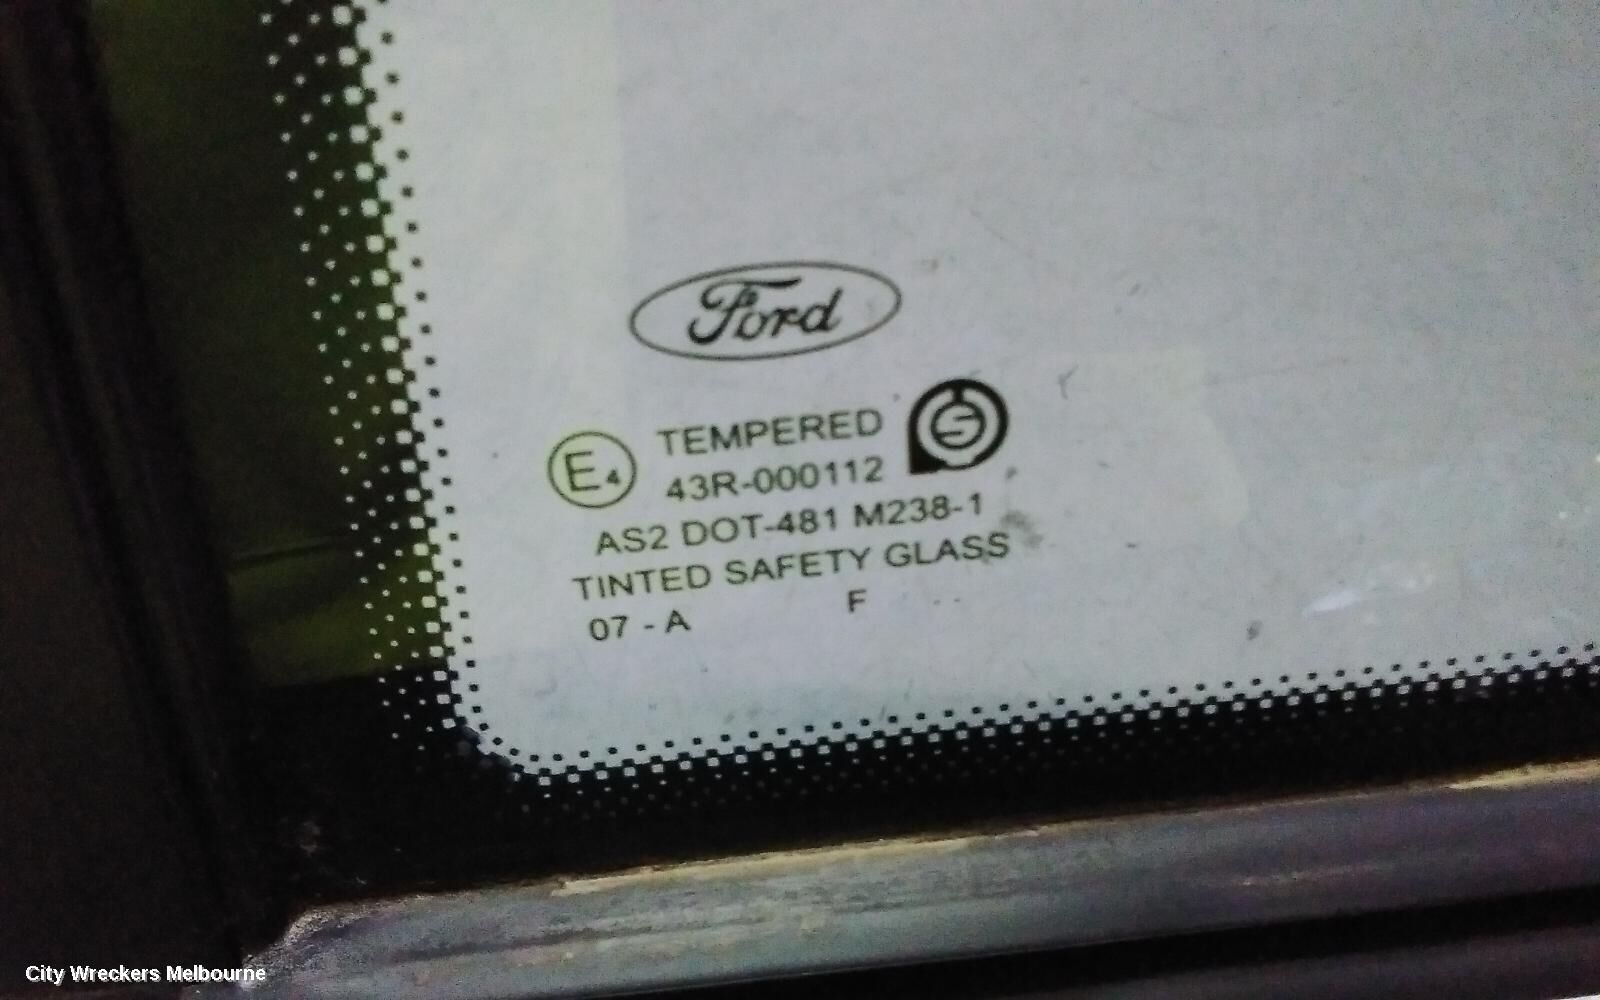 Ford
TEMPERED
E4
43R-000112
AS2 DOT-481 M238-1
TINTED SAFETY GLASS
07 - A F
City Wreckers Melbourne